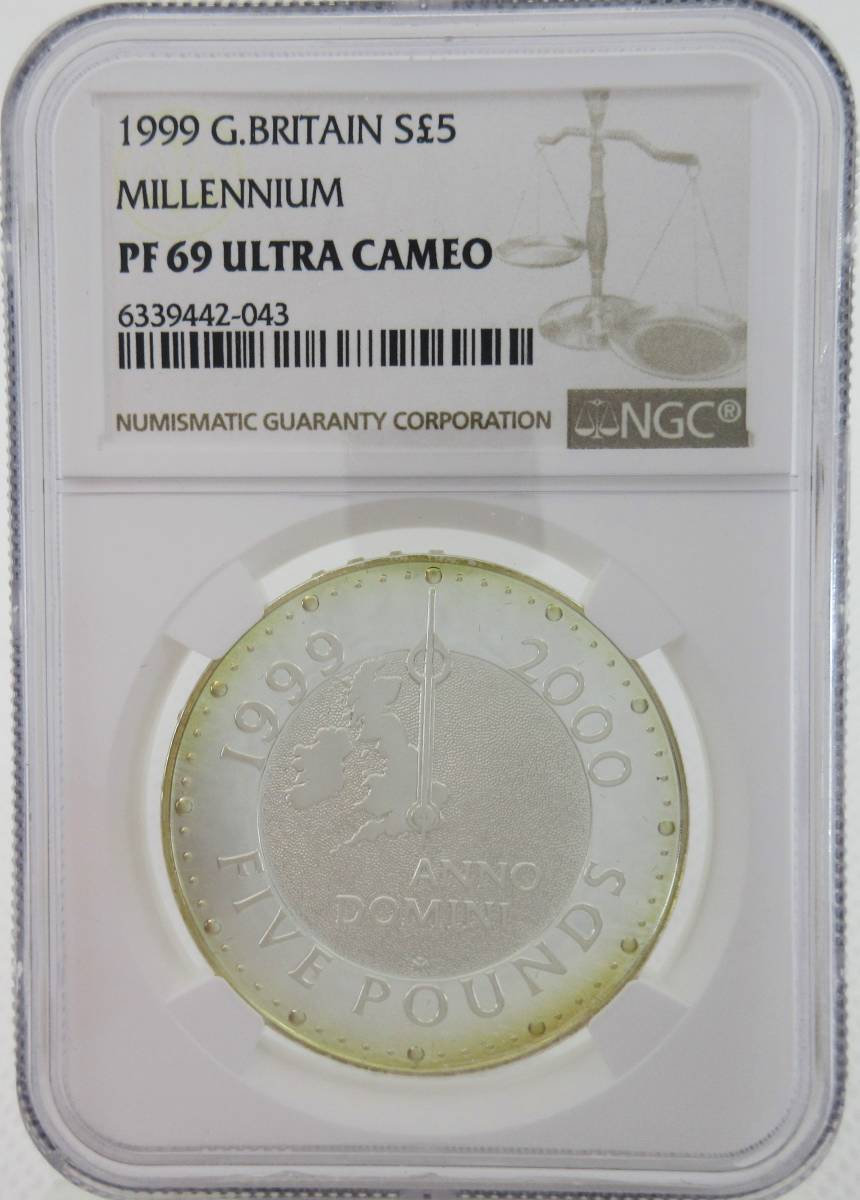 1999 G.BRITAIN S£5
MILLENNIUM
PF 69 ULTRA CAMEO
6339442-043
NUMISMATIC GUARANTY CORPORATION
NGC®
1999 2000
ANNO
DOMINI
FIVE POUNDS